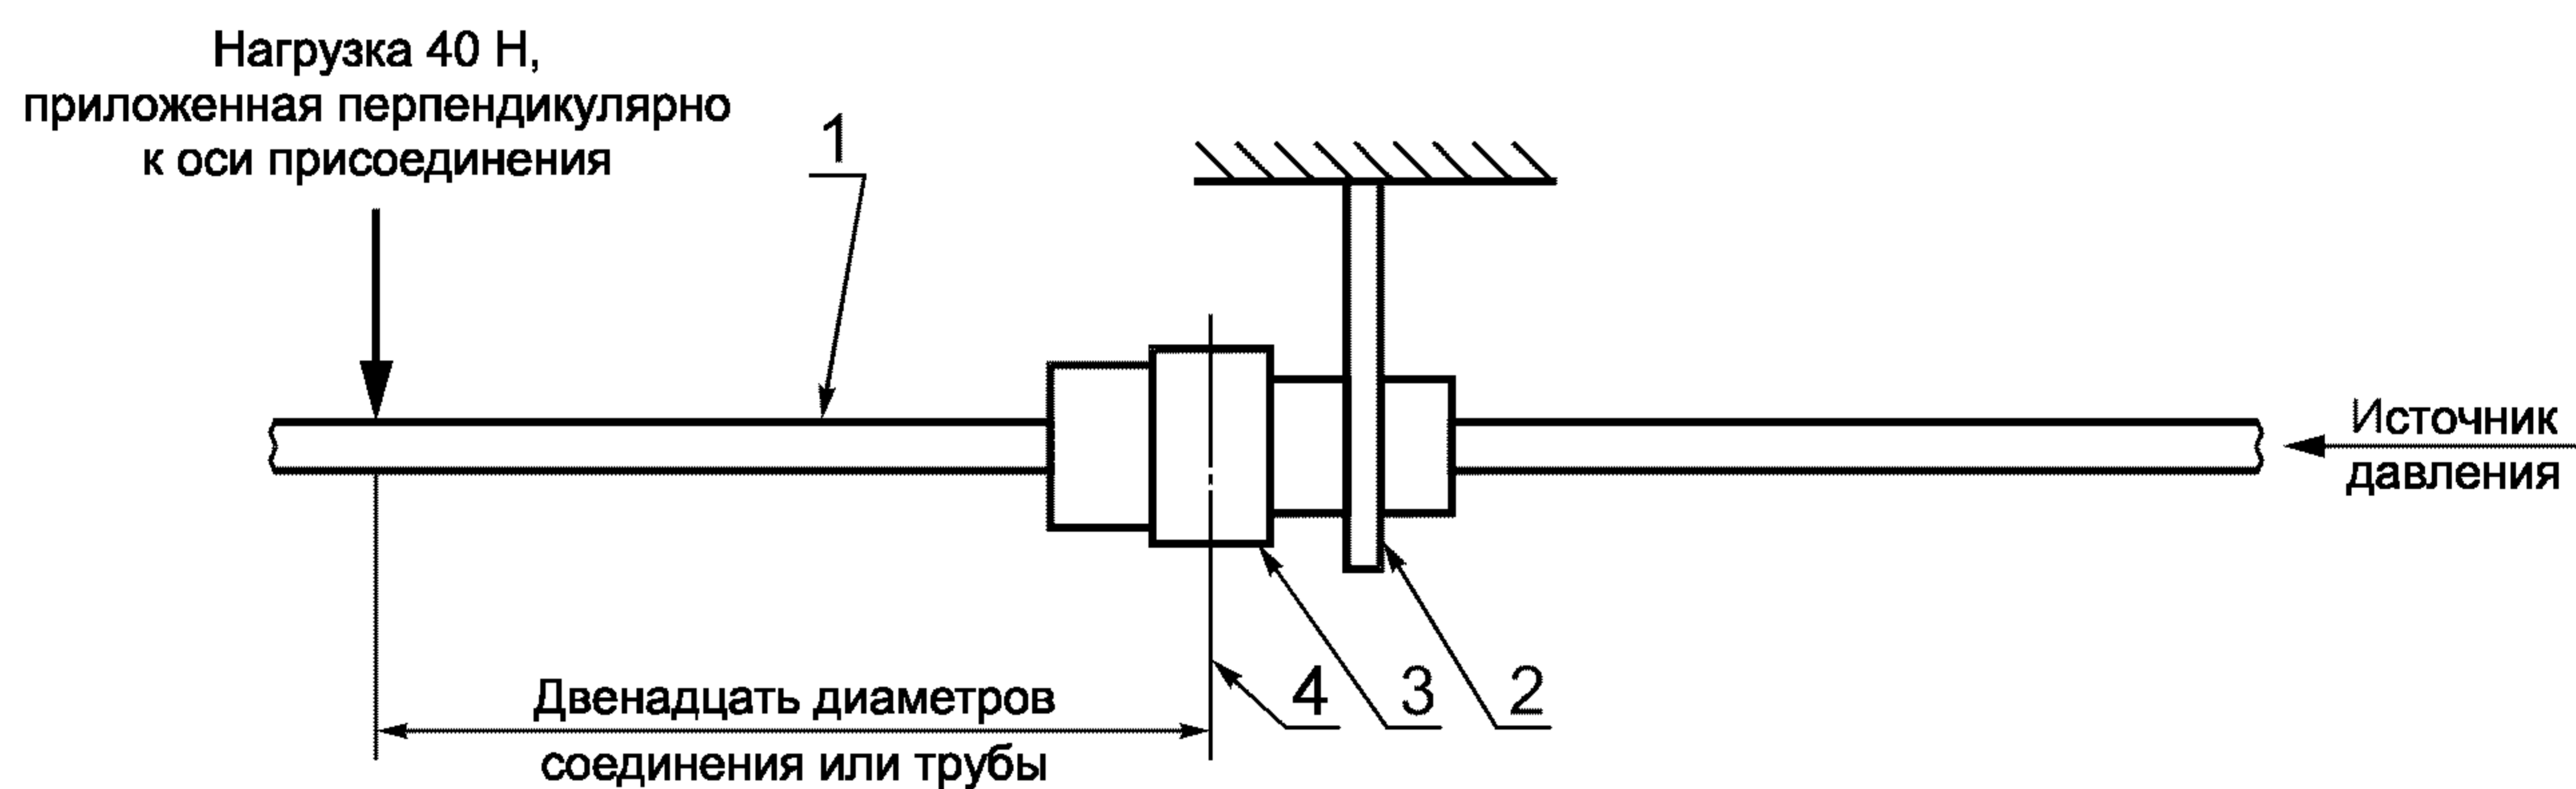 Нагрузка 40 Н,
приложенная перпендикулярно
к оси присоединения
1
Источник
давления
Двенадцать диаметров
соединения или трубы
4
3
2